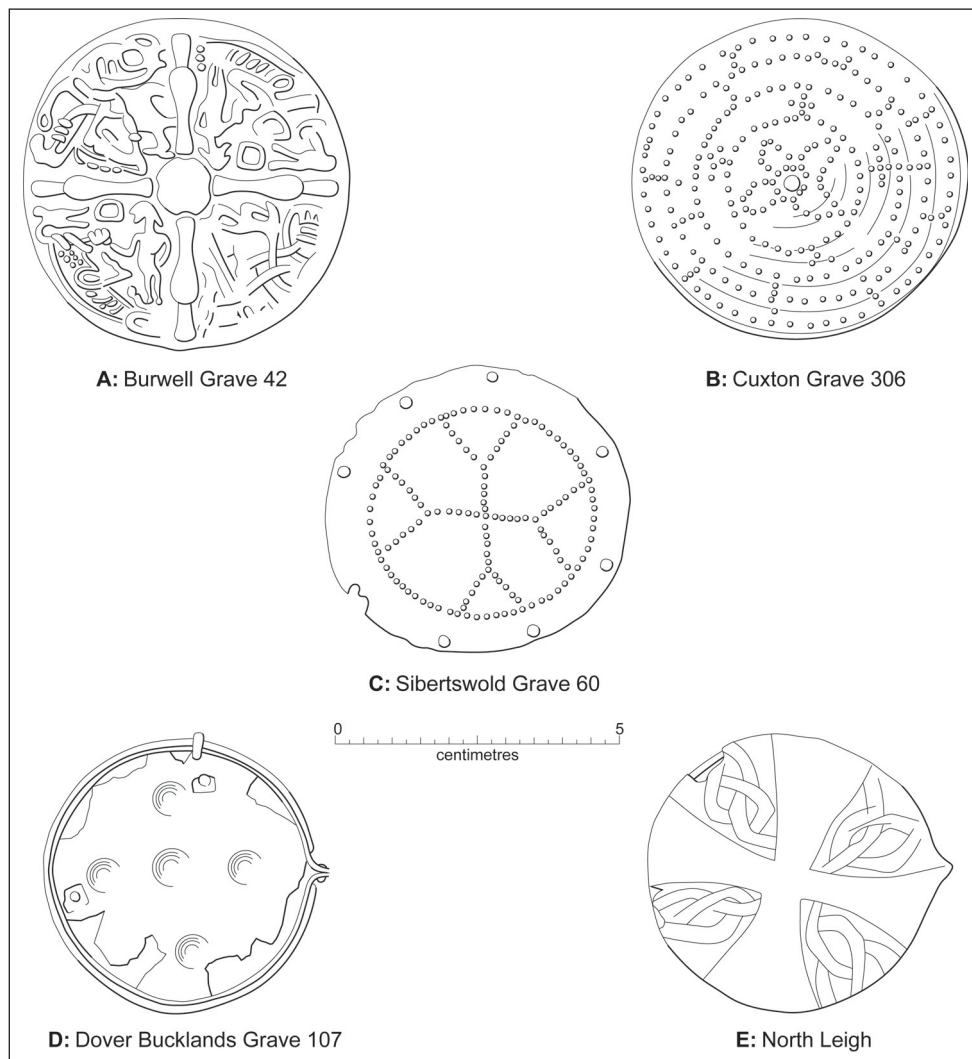 A: Burwell Grave 42
B: Cuxton Grave 306
C: Sibertswold Grave 60
0 5
centimetres
D: Dover Bucklands Grave 107
E: North Leigh